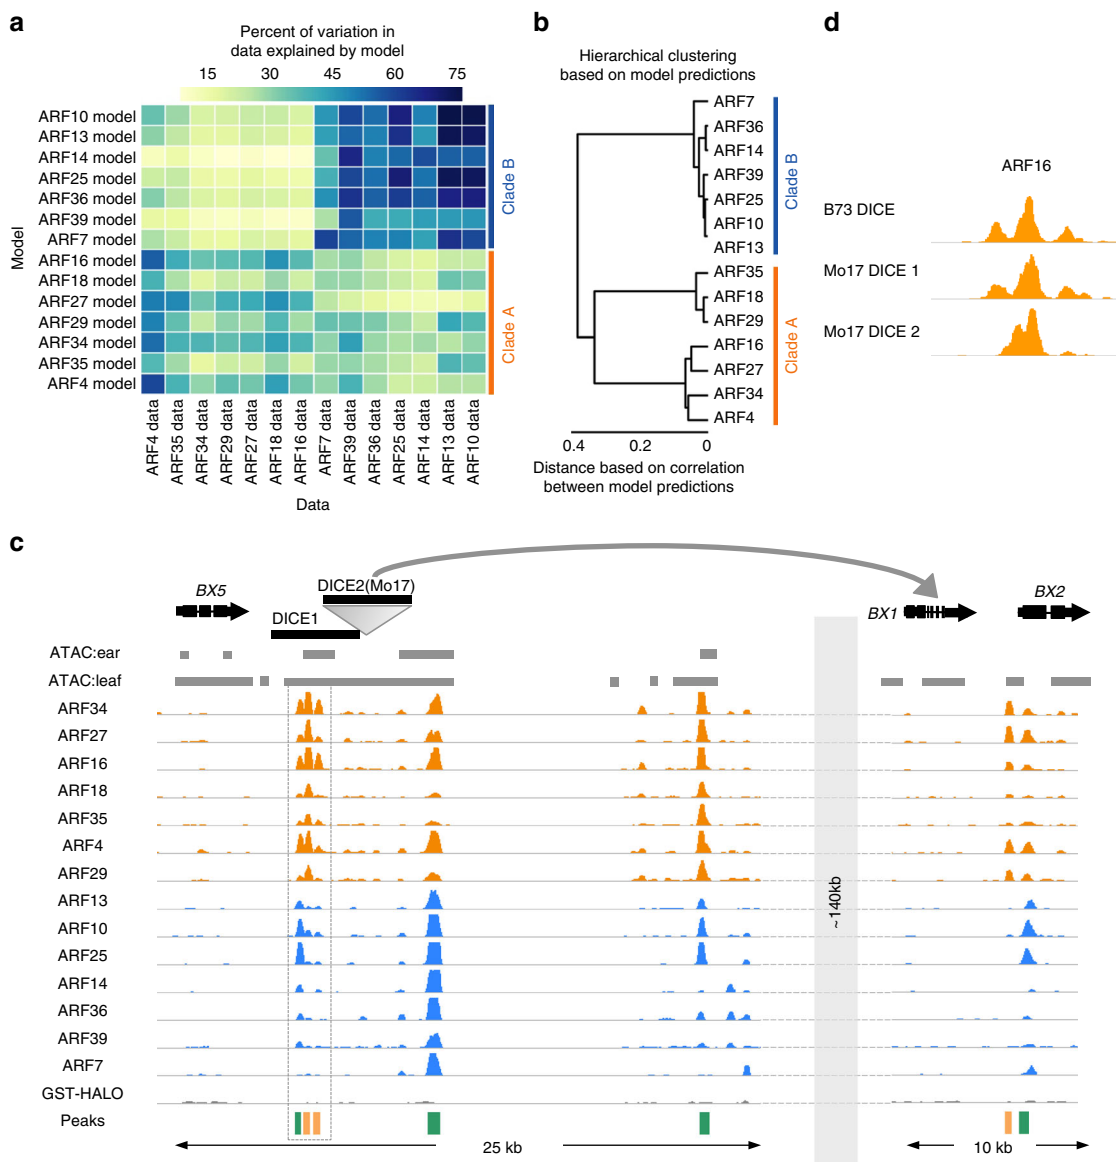 a
Percent of variation in
data explained by model
15 30 45 60 75
Model
ARF10 model
ARF13 model
ARF14 model
ARF25 model
ARF36 model
ARF39 model
ARF7 model
ARF16 model
ARF18 model
ARF27 model
ARF29 model
ARF34 model
ARF35 model
ARF4 model
Clade B
Clade A
ARF4 data
ARF35 data
ARF34 data
ARF29 data
ARF27 data
ARF18 data
ARF16 data
ARF7 data
ARF39 data
ARF36 data
ARF25 data
ARF14 data
ARF13 data
ARF10 data
Data
b
Hierarchical clustering
based on model predictions
ARF7
ARF36
ARF14
ARF39
ARF25
ARF10
ARF13
ARF35
ARF18
ARF29
ARF16
ARF27
ARF34
ARF4
Clade B
Clade A
0.4 0.2 0
Distance based on correlation
between model predictions
d
ARF16
B73 DICE
Mo17 DICE 1
Mo17 DICE 2
c
BX5
DICE1
DICE2(Mo17)
BX1
BX2
ATAC:ear
ATAC:leaf
ARF34
ARF27
ARF16
ARF18
ARF35
ARF4
ARF29
ARF13
ARF10
ARF25
ARF14
ARF36
ARF39
ARF7
GST-HALO
Peaks
~140kb
25 kb
10 kb